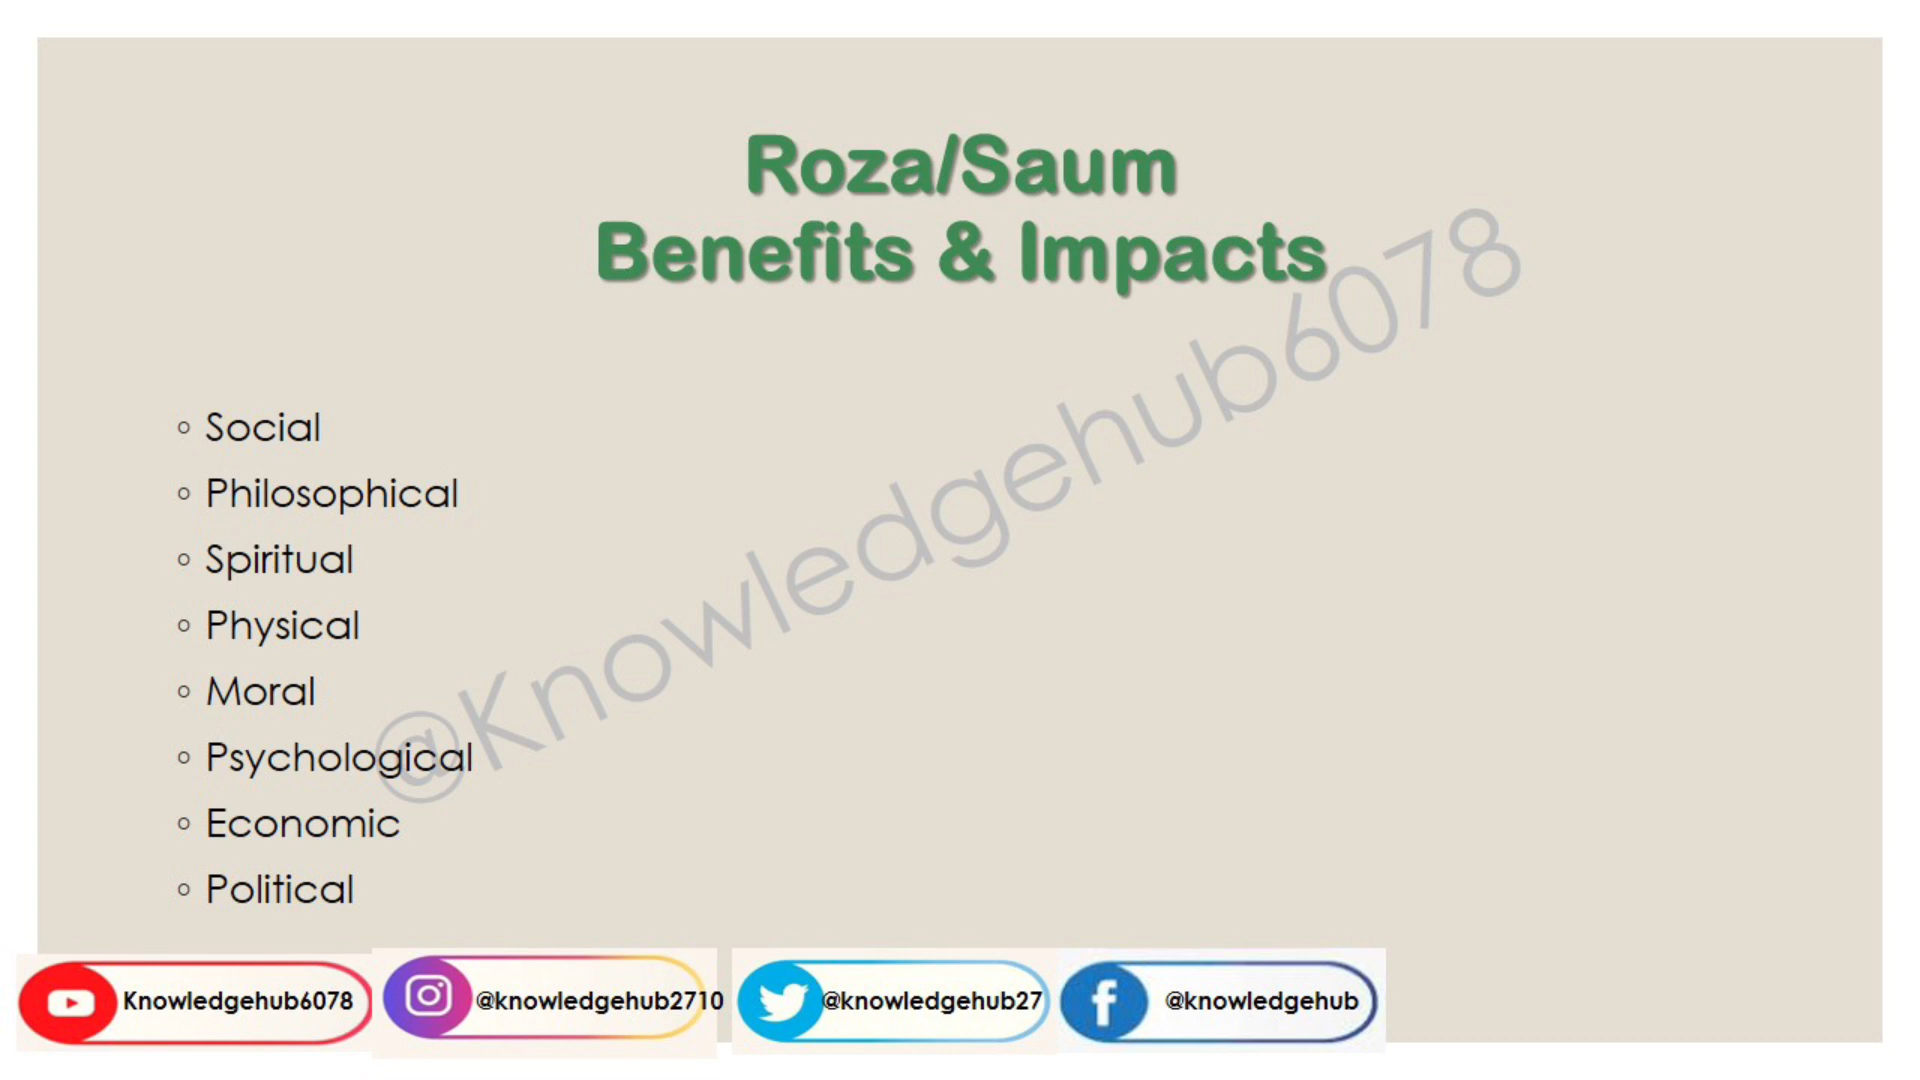 Roza/Saum
Benefits & Impacts
◦ Social
◦ Philosophical
◦ Spiritual
◦ Physical
◦ Moral
◦ Psychological
◦ Economic
◦ Political
@Knowledgehub6078
Knowledgehub6078
@knowledgehub2710
@knowledgehub27
@knowledgehub